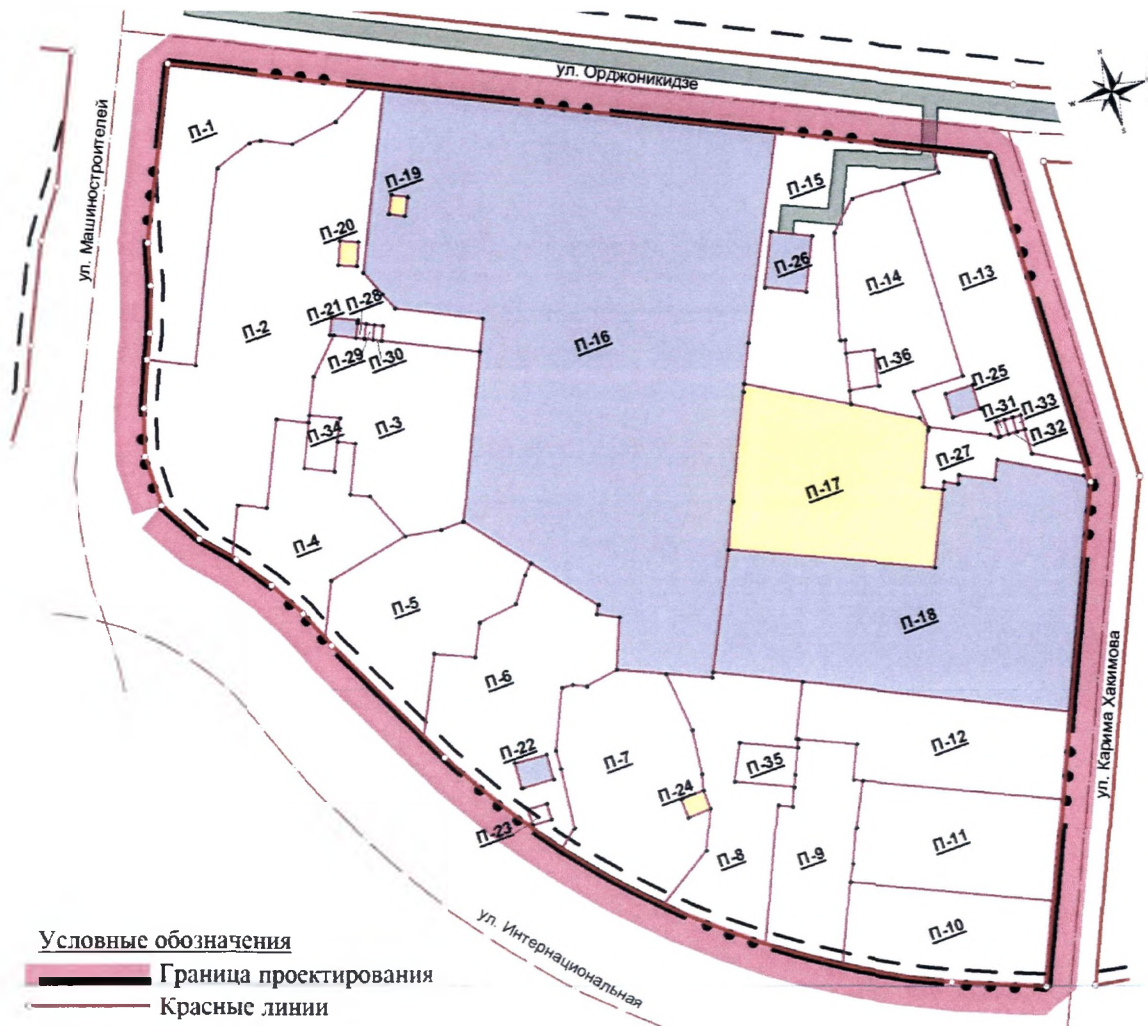 ул. Орджоникидзе
ул. Машиностроителей
П-1
П-19
П-15
П-20
П-26
П-14
П-13
П-21
П-28
П-2
П-29
П-30
П-16
П-36
П-25
П-31
П-33
П-32
П-34
П-3
П-27
П-17
П-4
П-5
П-18
П-6
П-22
П-7
П-35
П-12
П-24
П-23
П-8
П-9
П-11
П-10
ул. Карима Хакимова
ул. Интернациональная
Условные обозначения
Граница проектирования
Красные линии